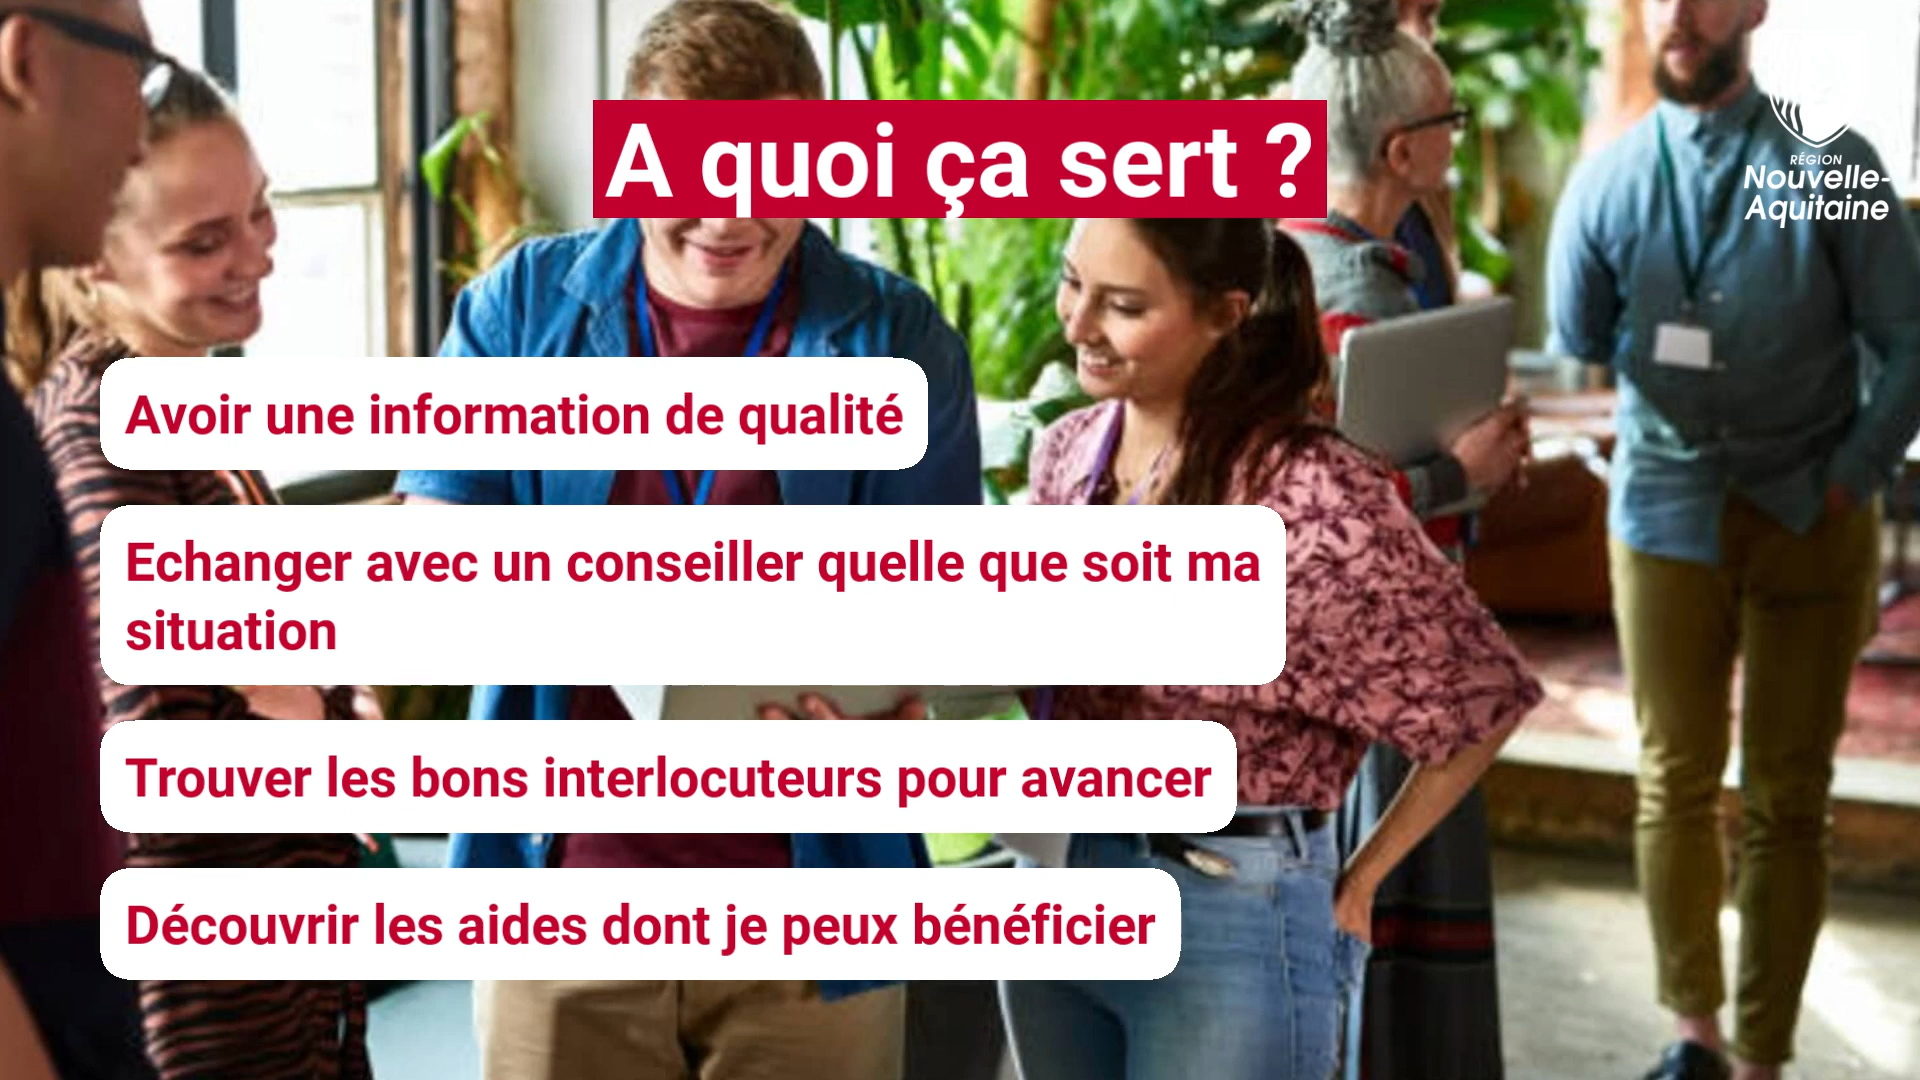 A quoi ça sert ?
RÉGION
Nouvelle-
Aquitaine
Avoir une information de qualité
Echanger avec un conseiller quelle que soit ma
situation
Trouver les bons interlocuteurs pour avancer
Découvrir les aides dont je peux bénéficier